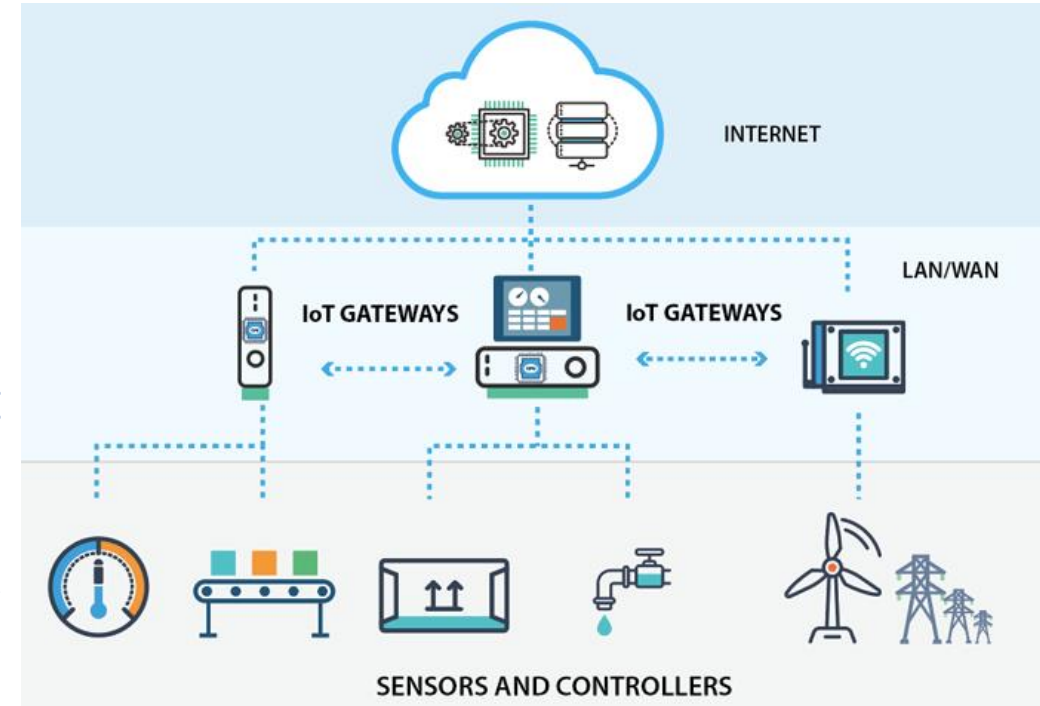 INTERNET
LAN/WAN
IoT GATEWAYS
IoT GATEWAYS
SENSORS AND CONTROLLERS